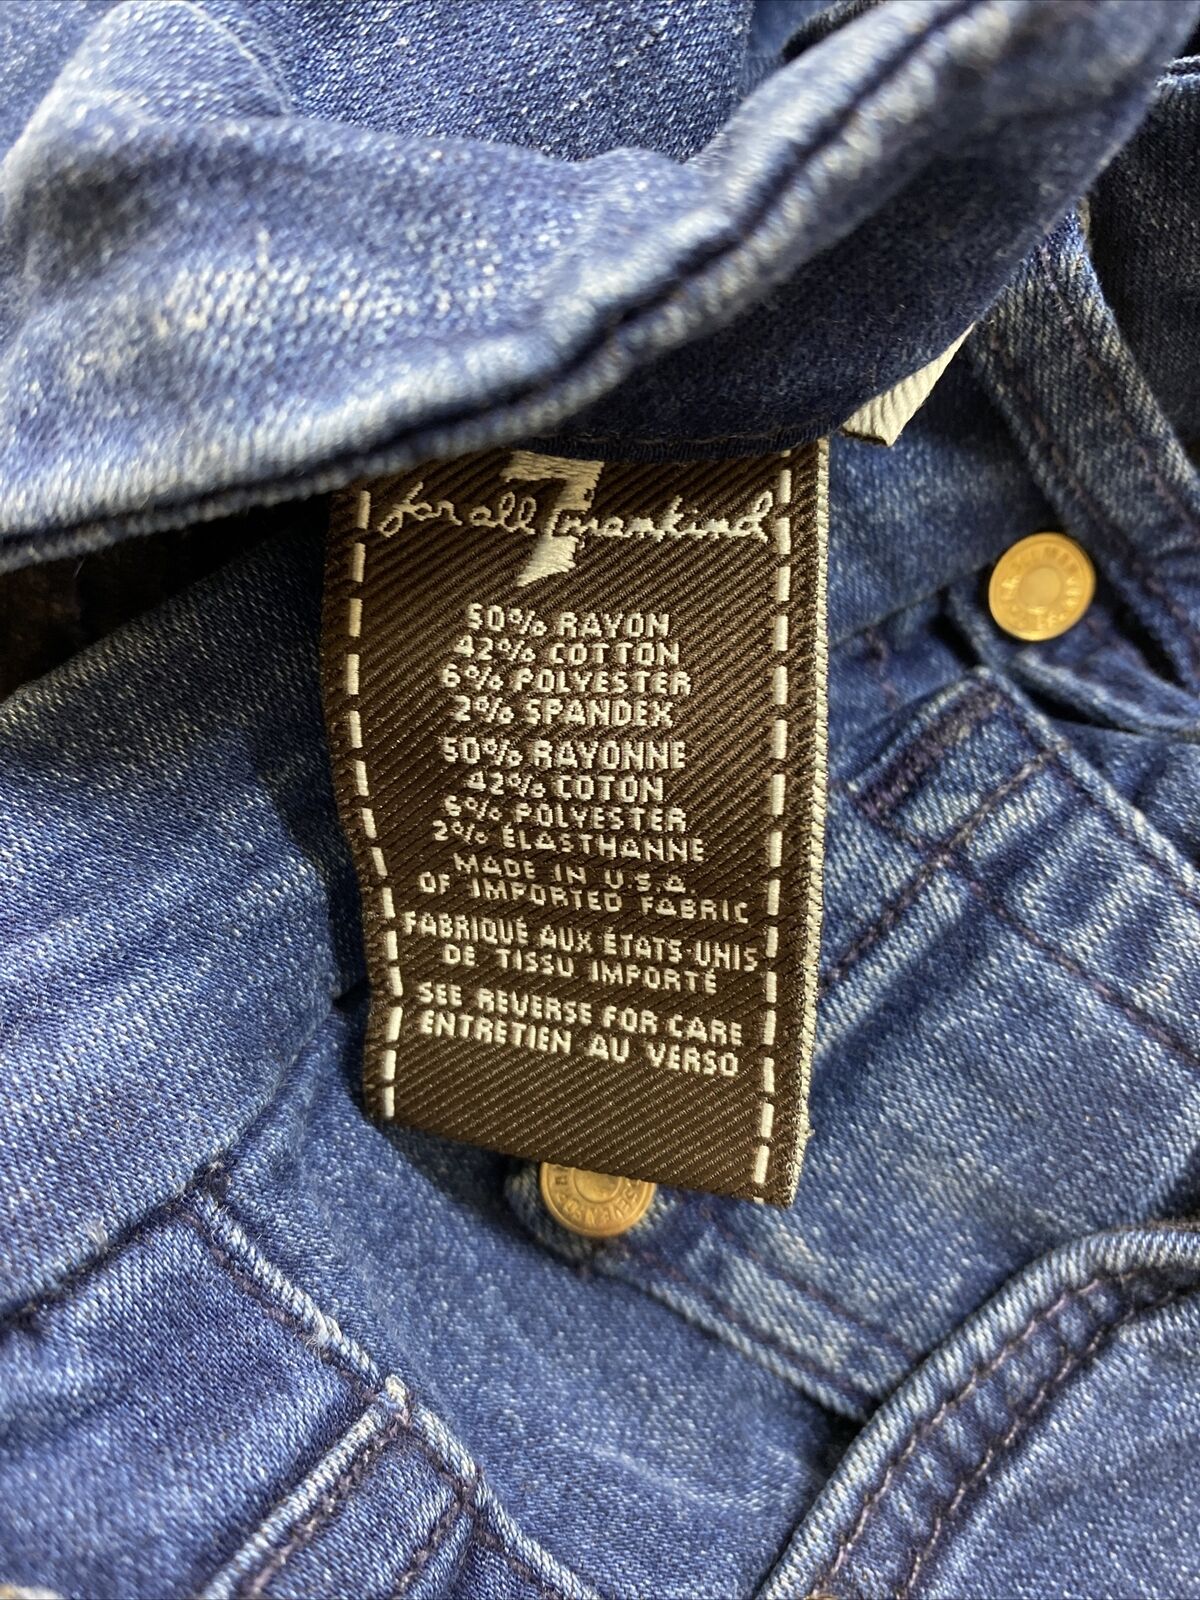 7
for all mankind
50% RAYON
42% COTTON
6% POLYESTER
2% SPANDEX
50% RAYONNE
42% COTON
6% POLYESTER
2% ÉLASTHANNE
MADE IN U.S.A.
OF IMPORTED FABRIC
FABRIQUÉ AUX ÉTATS-UNIS
DE TISSU IMPORTÉ
SEE REVERSE FOR CARE
ENTRETIEN AU VERSO